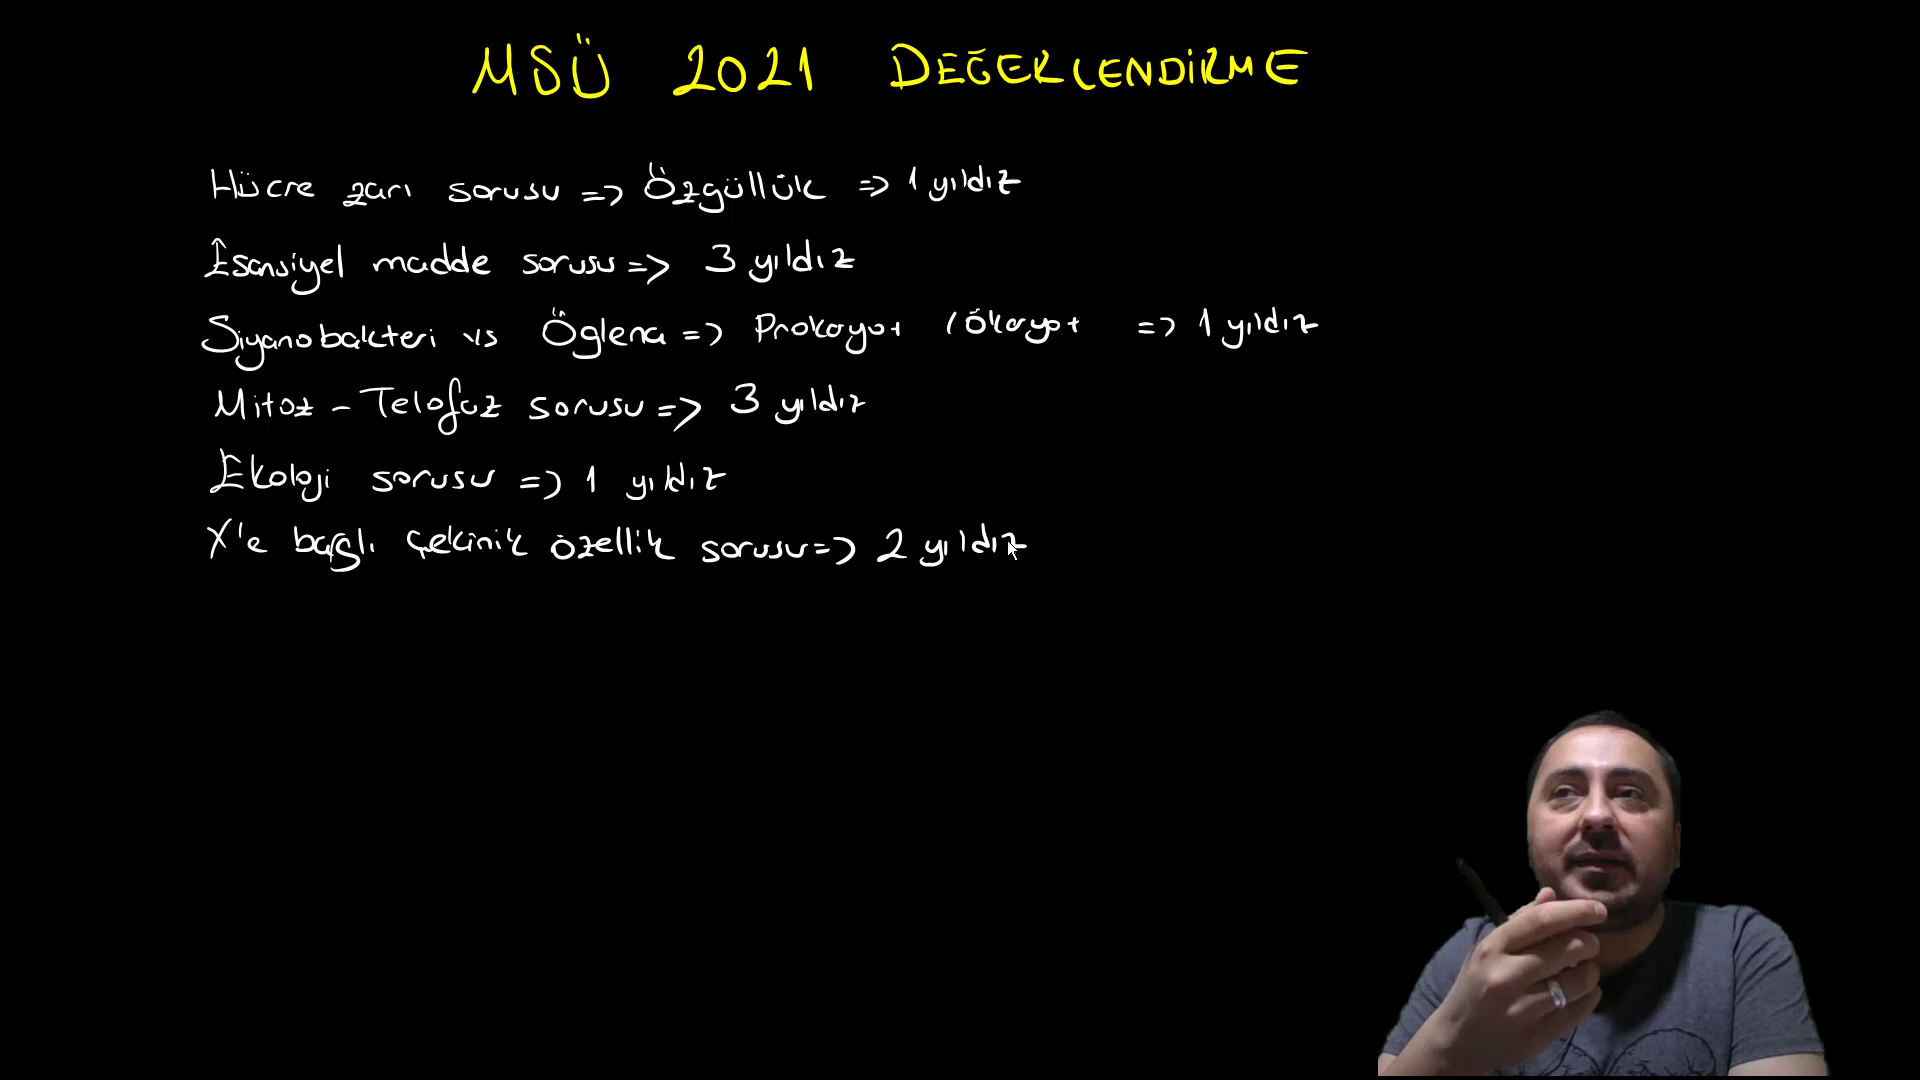 MSÜ 2021 DEĞERLENDİRME
Hücre zarı sorusu => Özgüllük => 1 yıldız
Esansiyel madde sorusu => 3 yıldız
Siyanobakteri vs Öglena => Prokaryot / Ökaryot => 1 yıldız
Mitoz - Telofaz sorusu => 3 yıldız
Ekoloji sorusu => 1 yıldız
X'e bağlı çekinik özellik sorusu => 2 yıldız